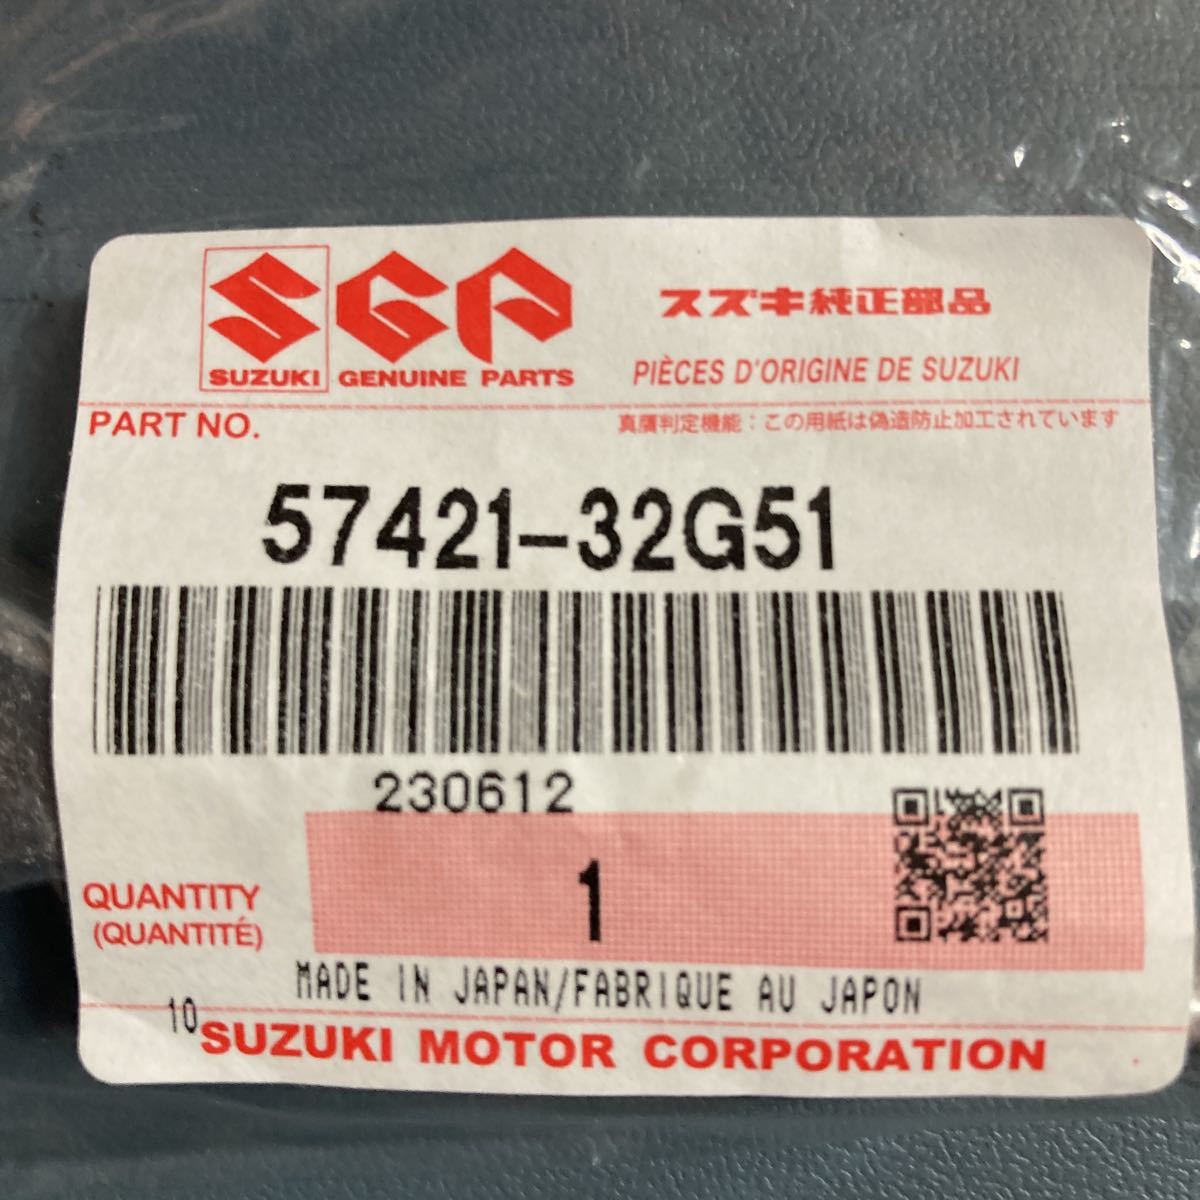 SGP
SUZUKI GENUINE PARTS
スズキ純正部品
PIÈCES D'ORIGINE DE SUZUKI
PART NO.
真贋判定機能：この用紙は偽造防止加工されています
57421-32G51
230612
QUANTITY
(QUANTITÉ)
1
MADE IN JAPAN/FABRIQUE AU JAPON
10
SUZUKI MOTOR CORPORATION